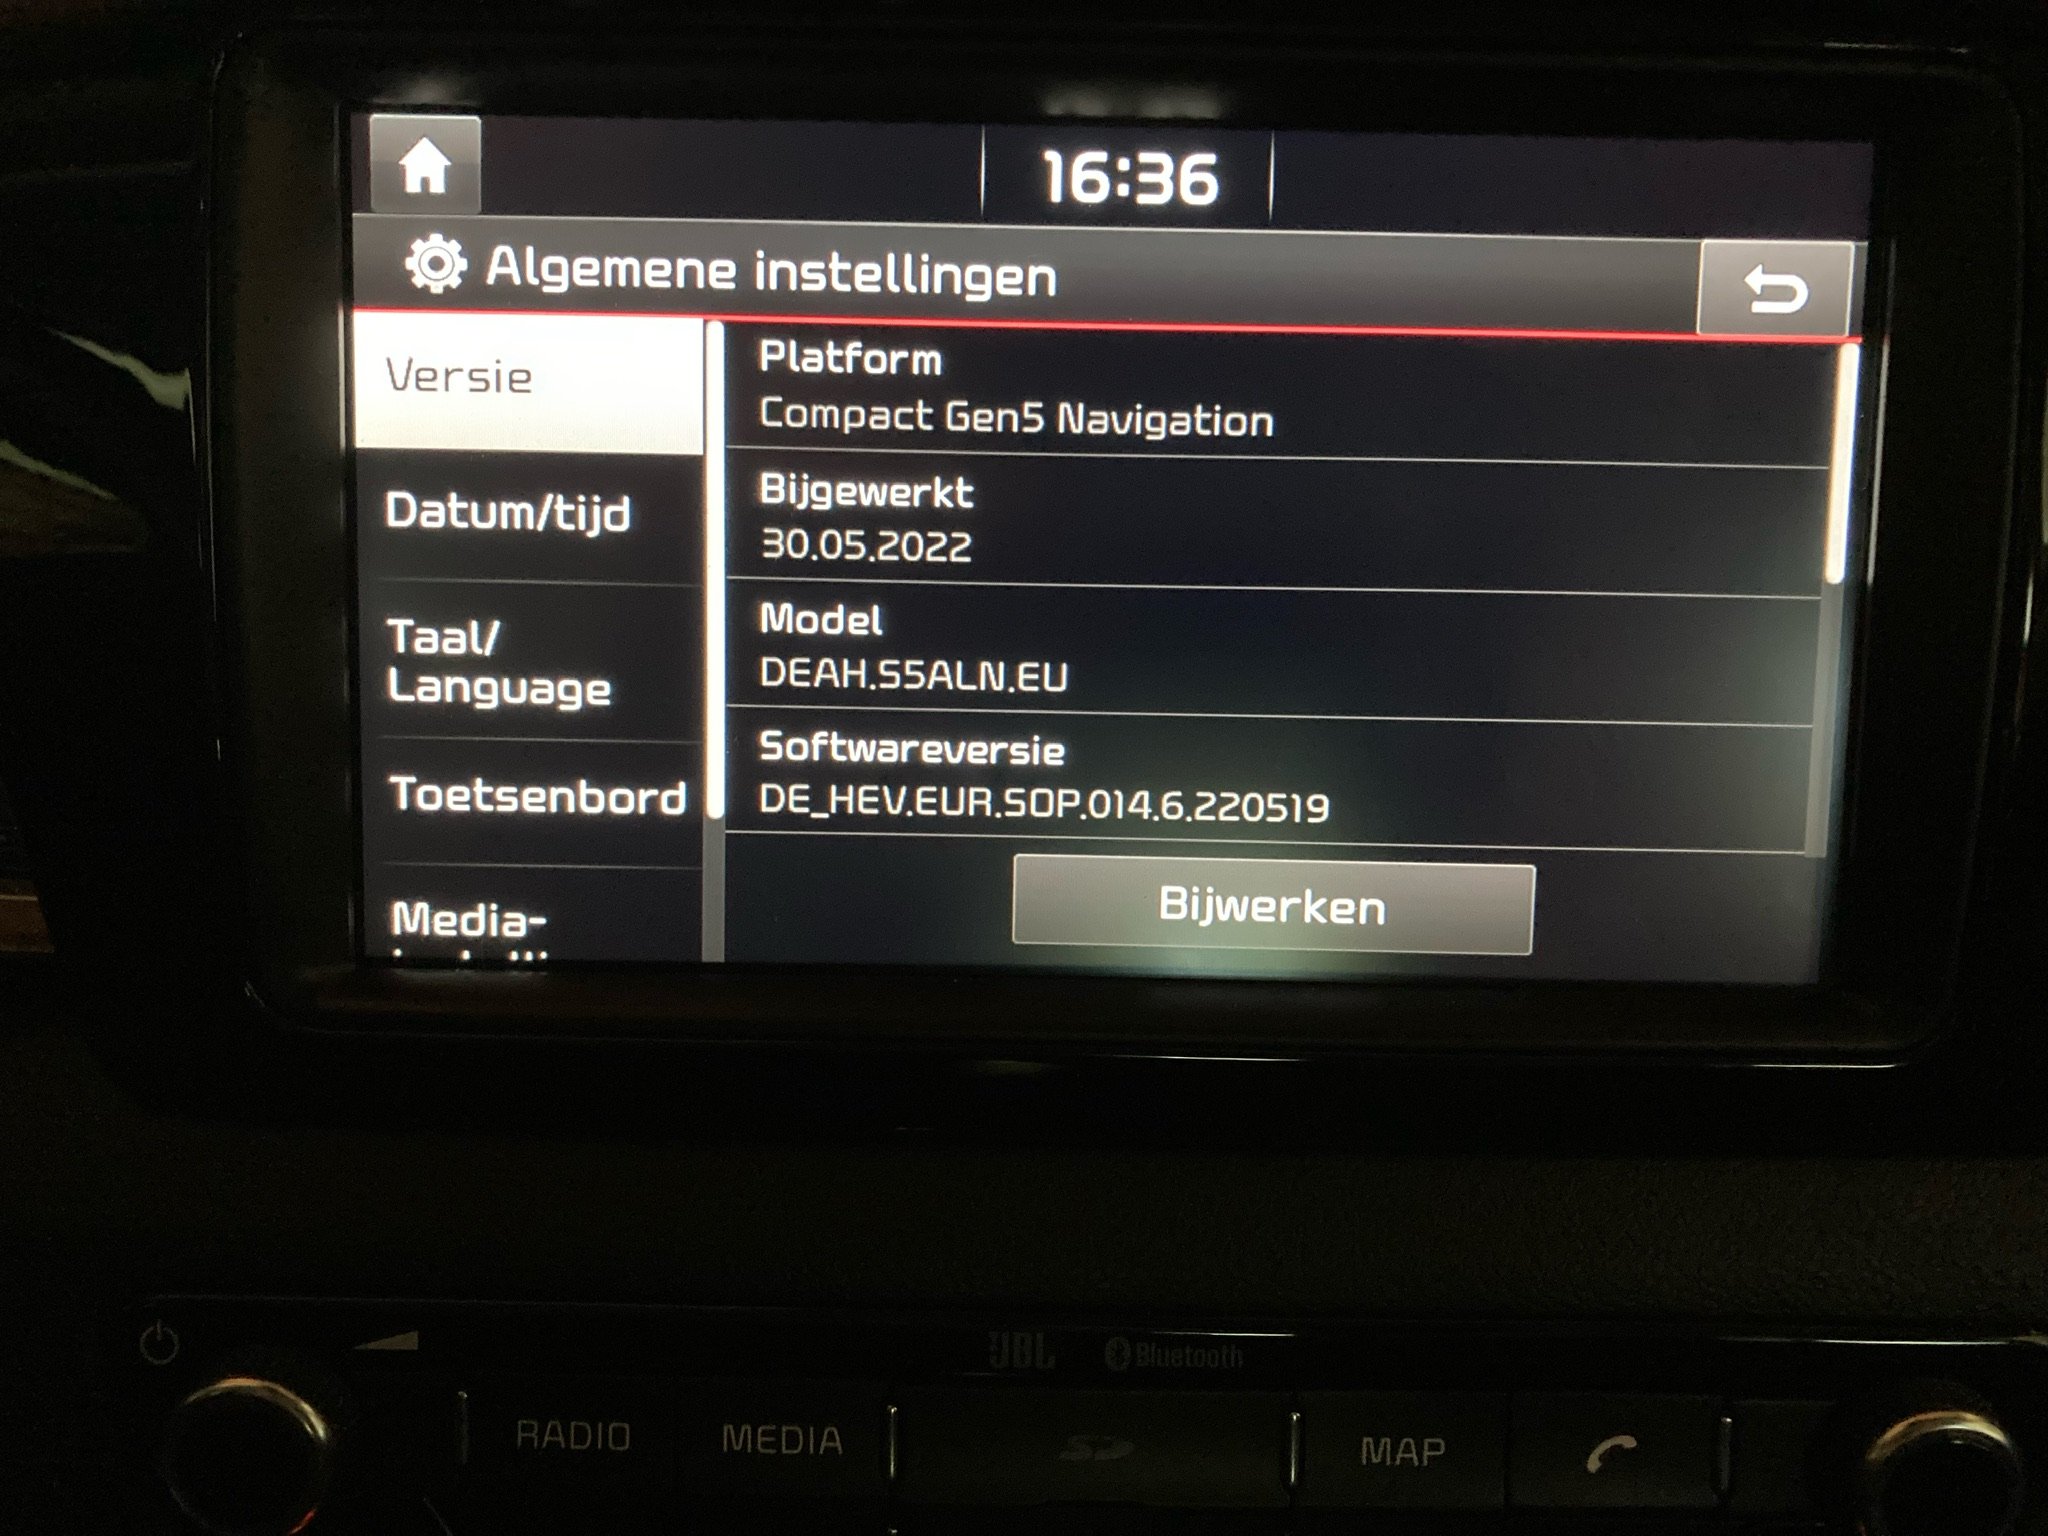 16:36
Algemene instellingen
Versie
Datum/tijd
Taal/
Language
Toetsenbord
Media-
Platform
Compact Gen5 Navigation
Bijgewerkt
30.05.2022
Model
DEAH.S5ALN.EU
Softwareversie
DE_HEV.EUR.SOP.014.6.220519
Bijwerken
JBL Bluetooth
RADIO MEDIA SD MAP